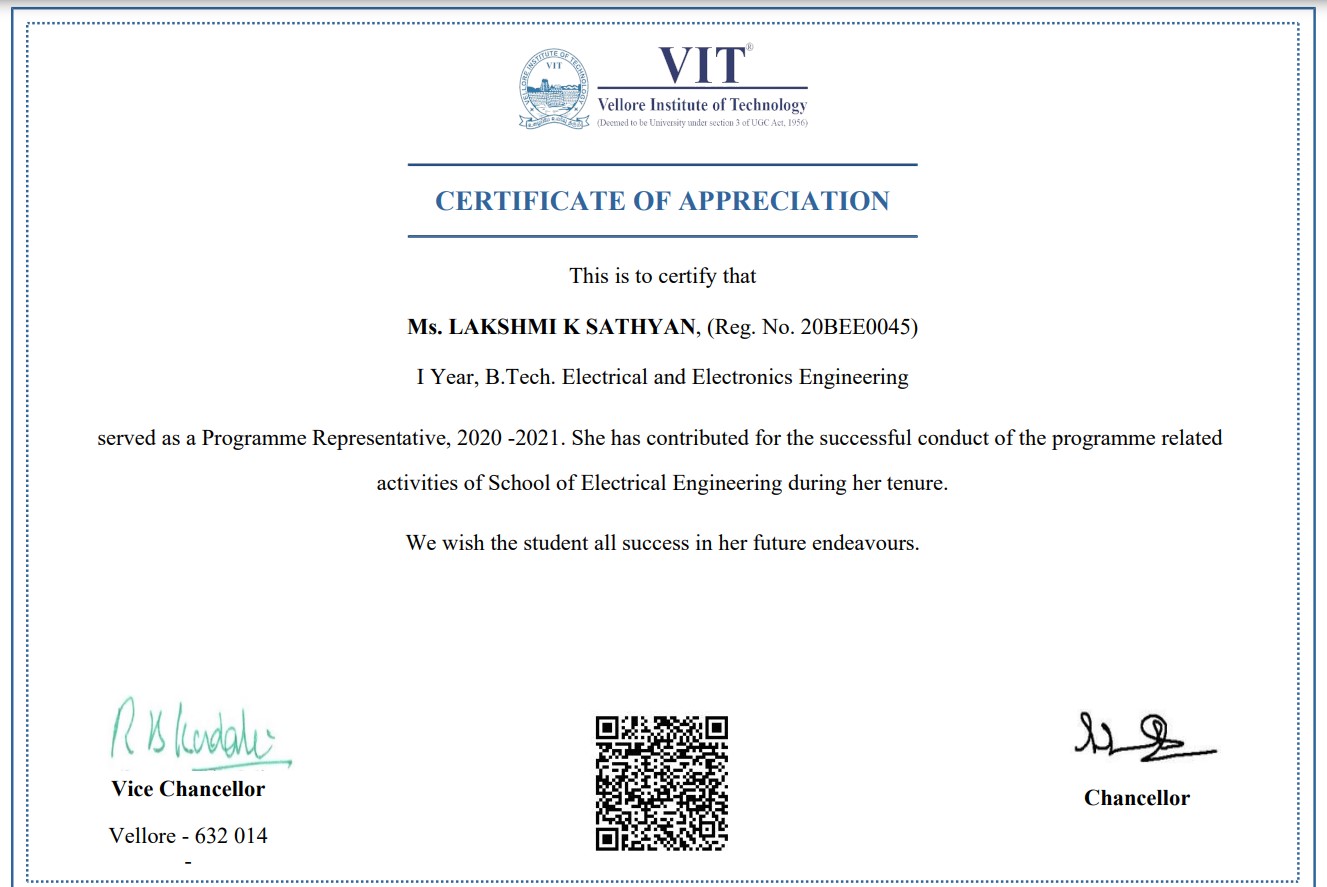 VELLORE INSTITUTE OF TECHNOLOGY
VIT
VIT®
Vellore Institute of Technology
(Deemed to be University under section 3 of UGC Act, 1956)
CERTIFICATE OF APPRECIATION
This is to certify that
Ms. LAKSHMI K SATHYAN, (Reg. No. 20BEE0045)
I Year, B.Tech. Electrical and Electronics Engineering
served as a Programme Representative, 2020 -2021. She has contributed for the successful conduct of the programme related
activities of School of Electrical Engineering during her tenure.
We wish the student all success in her future endeavours.
Vice Chancellor
Chancellor
Vellore - 632 014
-